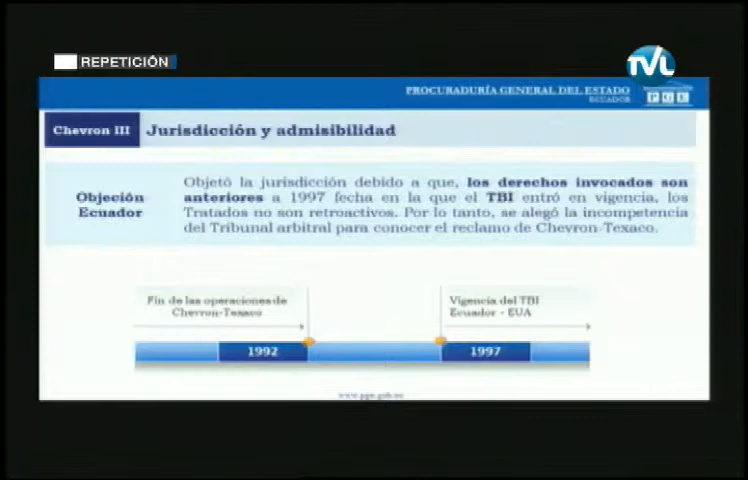 REPETICIÓN
TVL
PROCURADURÍA GENERAL DEL ESTADO
ECUADOR
PGE
Chevron III
Jurisdicción y admisibilidad
Objeción
Ecuador
Objetó la jurisdicción debido a que, los derechos invocados son
anteriores a 1997 fecha en la que el TBI entró en vigencia, los
Tratados no son retroactivos. Por lo tanto, se alegó la incompetencia
del Tribunal arbitral para conocer el reclamo de Chevron-Texaco.
Fin de las operaciones de
Chevron-Texaco
Vigencia del TBI
Ecuador - EUA
1992
1997
www.pge.gob.ec